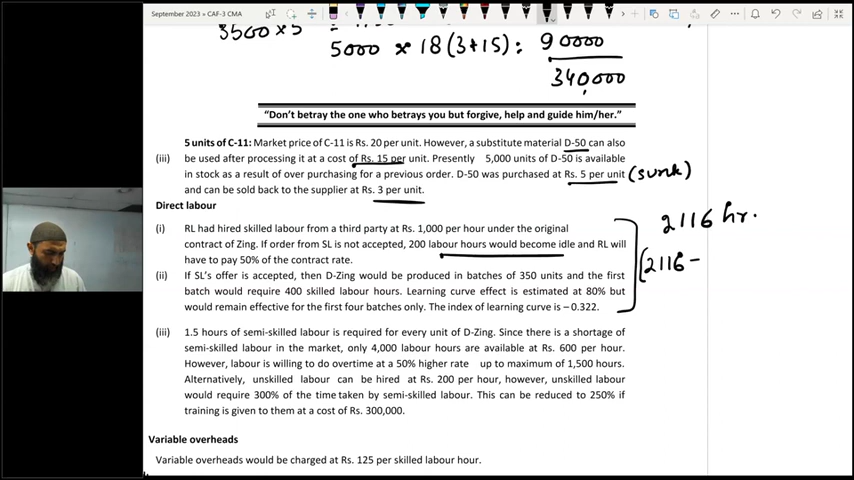 September 2023 » CAF-3 CMA
3500 x 5
5000 x 18 (3+15) : 90000
340,000
"Don't betray the one who betrays you but forgive, help and guide him/her."
5 units of C-11: Market price of C-11 is Rs. 20 per unit. However, a substitute material D-50 can also
(iii) be used after processing it at a cost of Rs. 15 per unit. Presently 5,000 units of D-50 is available
in stock as a result of over purchasing for a previous order. D-50 was purchased at Rs. 5 per unit (sunk)
and can be sold back to the supplier at Rs. 3 per unit.
Direct labour
(i) RL had hired skilled labour from a third party at Rs. 1,000 per hour under the original
contract of Zing. If order from SL is not accepted, 200 labour hours would become idle and RL will
have to pay 50% of the contract rate.
(ii) If SL's offer is accepted, then D-Zing would be produced in batches of 350 units and the first
batch would require 400 skilled labour hours. Learning curve effect is estimated at 80% but
would remain effective for the first four batches only. The index of learning curve is – 0.322.
2116 hr.
(2116 -
(iii) 1.5 hours of semi-skilled labour is required for every unit of D-Zing. Since there is a shortage of
semi-skilled labour in the market, only 4,000 labour hours are available at Rs. 600 per hour.
However, labour is willing to do overtime at a 50% higher rate up to maximum of 1,500 hours.
Alternatively, unskilled labour can be hired at Rs. 200 per hour, however, unskilled labour
would require 300% of the time taken by semi-skilled labour. This can be reduced to 250% if
training is given to them at a cost of Rs. 300,000.
Variable overheads
Variable overheads would be charged at Rs. 125 per skilled labour hour.